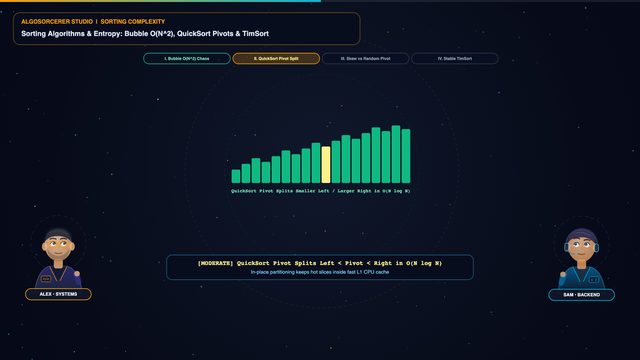 ALGOSORCERER STUDIO | SORTING COMPLEXITY
Sorting Algorithms & Entropy: Bubble O(N^2), QuickSort Pivots & TimSort
I. Bubble O(N^2) Chaos
II. QuickSort Pivot Split
III. Skew vs Random Pivot
IV. Stable TimSort
QuickSort Pivot Splits Smaller Left / Larger Right in O(N log N)
[MODERATE] QuickSort Pivot Splits Left < Pivot < Right in O(N log N)
In-place partitioning keeps hot slices inside fast L1 CPU cache
ALEX • SYSTEMS
SAM • BACKEND